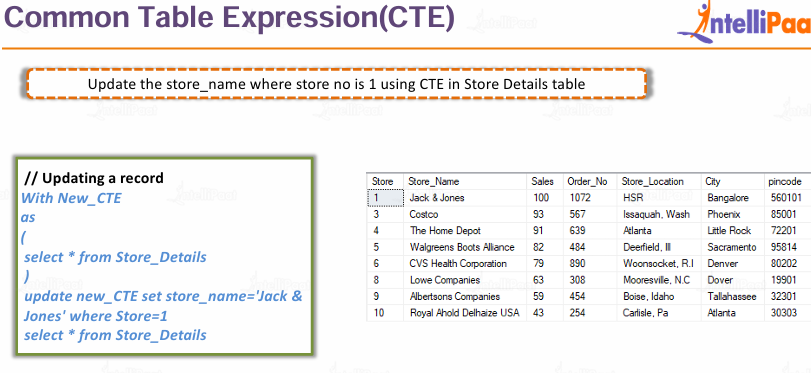 Common Table Expression(CTE)
intelliPaa
Update the store_name where store no is 1 using CTE in Store Details table
// Updating a record
With New_CTE
as
(
select * from Store_Details
)
update new_CTE set store_name='Jack &
Jones' where Store=1
select * from Store_Details
Store Store_Name Sales Order_No Store_Location City pincode
1 Jack & Jones 100 1072 HSR Bangalore 560101
3 Costco 93 567 Issaquah, Wash Phoenix 85001
4 The Home Depot 91 639 Atlanta Little Rock 72201
5 Walgreens Boots Alliance 82 484 Deerfield, Ill Sacramento 95814
6 CVS Health Corporation 79 890 Woonsocket, R.I Denver 80202
8 Lowe Companies 63 308 Mooresville, N.C Dover 19901
9 Albertsons Companies 59 454 Boise, Idaho Tallahassee 32301
10 Royal Ahold Delhaize USA 43 254 Carlisle, Pa Atlanta 30303